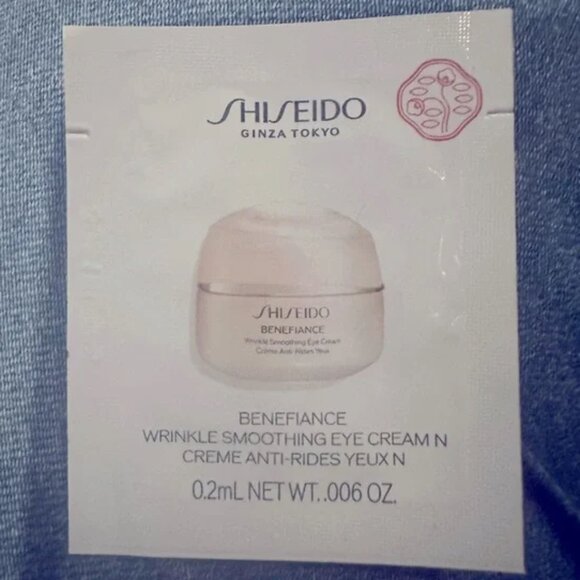 SHISEIDO
GINZA TOKYO
SHISEIDO
BENEFIANCE
Wrinkle Smoothing Eye Cream
Crème Anti-Rides Yeux
BENEFIANCE
WRINKLE SMOOTHING EYE CREAM N
CREME ANTI-RIDES YEUX N
0.2mL NET WT. .006 OZ.